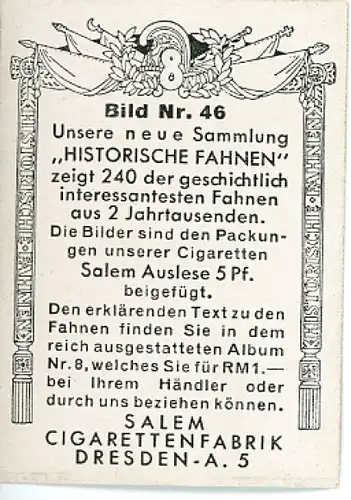 8
Bild Nr. 46
Unsere neue Sammlung
„HISTORISCHE FAHNEN"
zeigt 240 der geschichtlich
interessantesten Fahnen
aus 2 Jahrtausenden.
Die Bilder sind den Packun-
gen unserer Cigaretten
Salem Auslese 5 Pf.
beigefügt.
Den erklärenden Text zu den
Fahnen finden Sie in dem
reich ausgestatteten Album
Nr. 8, welches Sie für RM 1.—
bei Ihrem Händler oder
durch uns beziehen können.
SALEM
CIGARETTENFABRIK
DRESDEN-A. 5
HISTORISCHE FAHNEN
HISTORISCHE FAHNEN